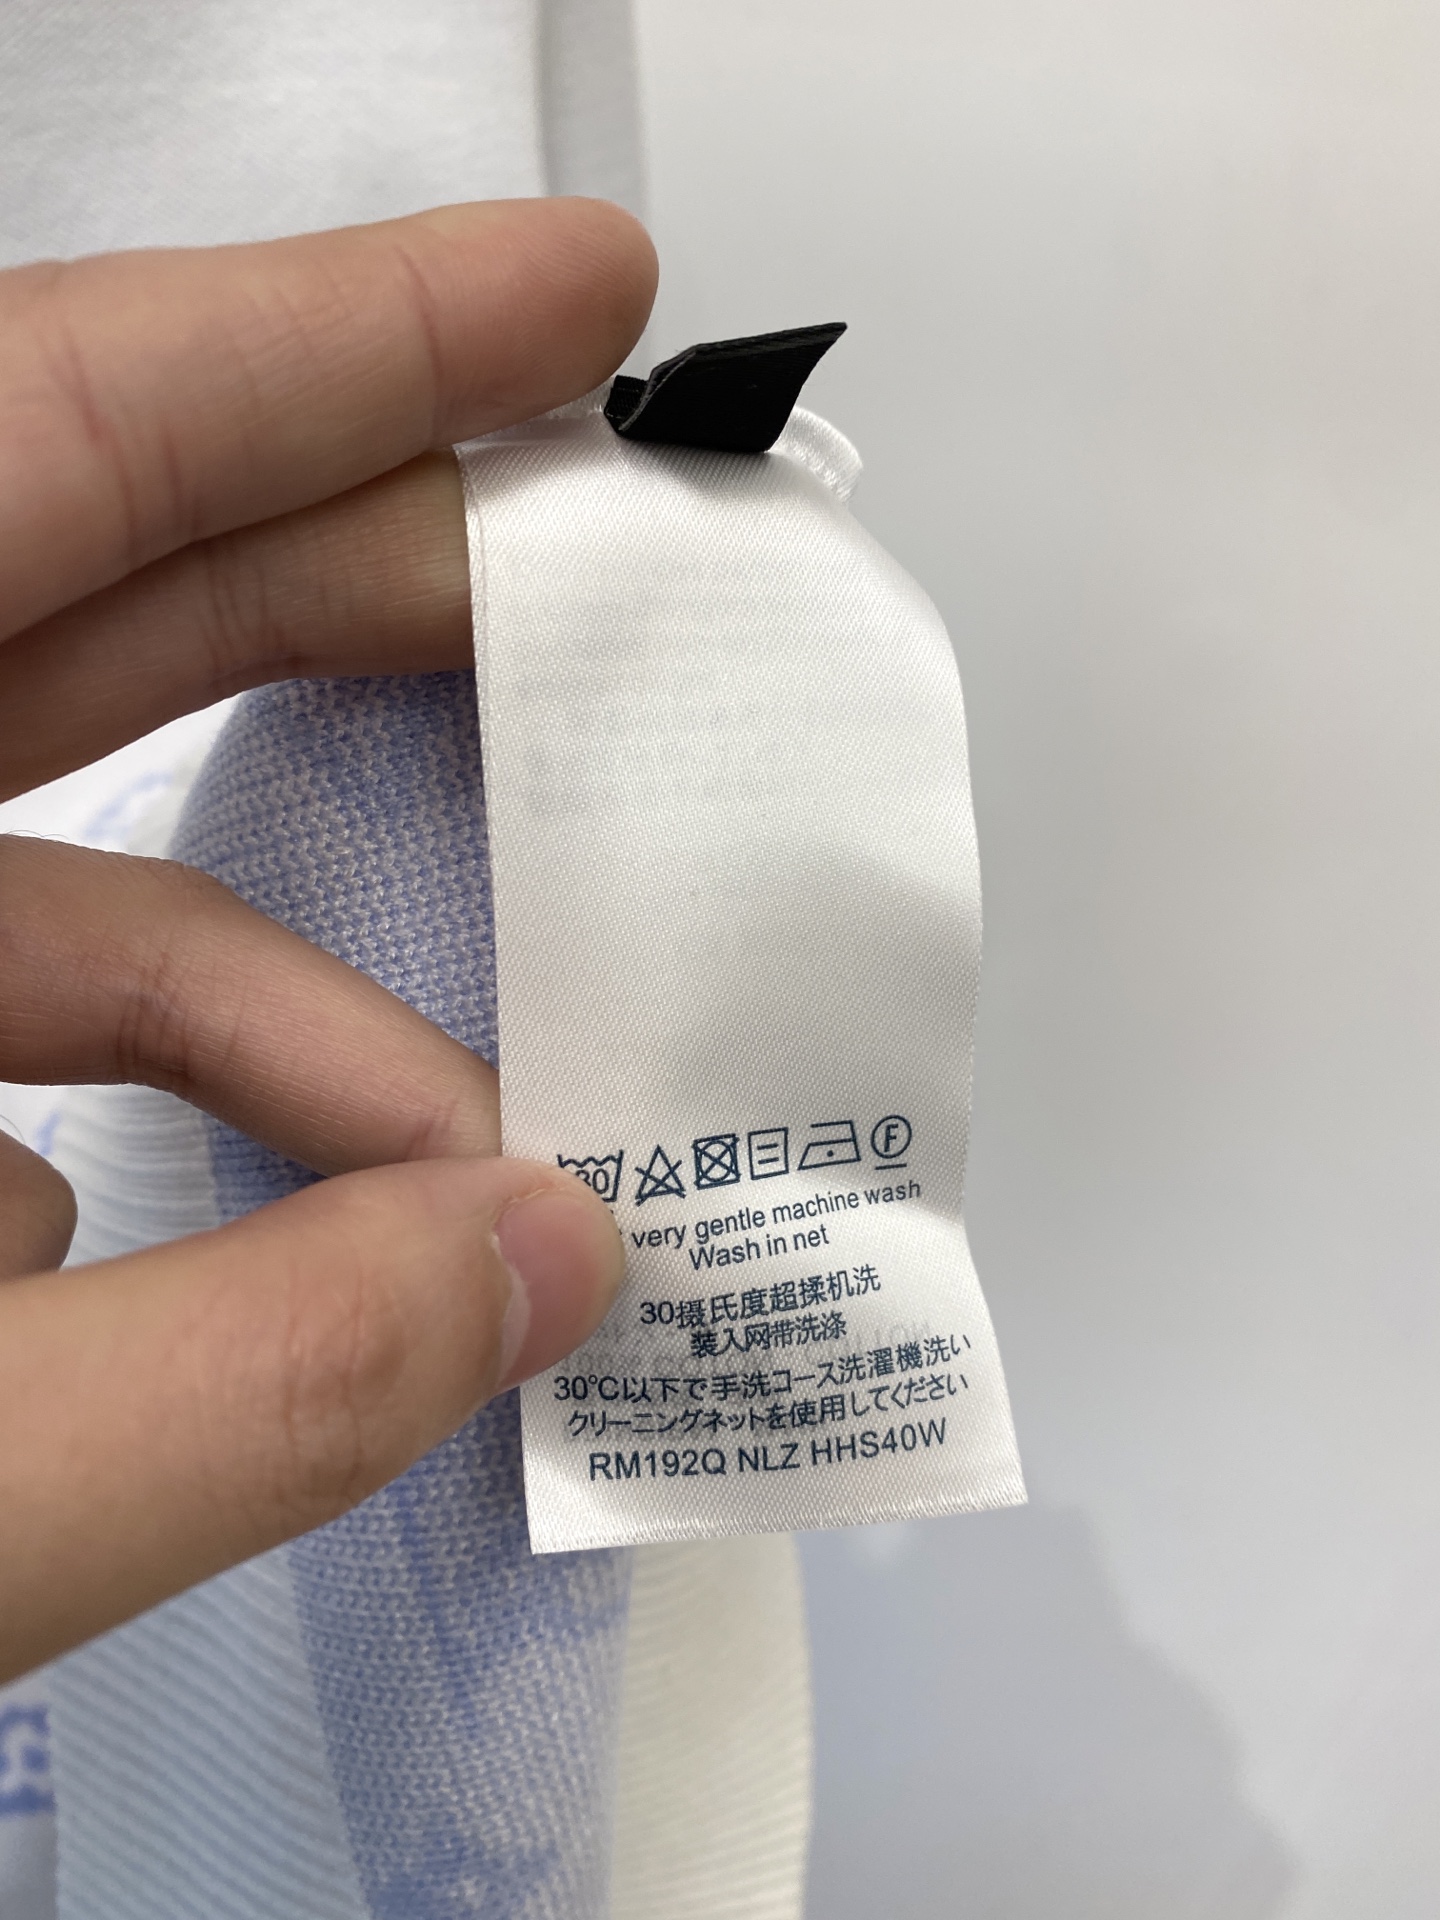 30
F
very gentle machine wash
Wash in net
30摄氏度超揉机洗
装入网带洗涤
30℃以下で手洗コース洗濯機洗い
クリーニングネットを使用してください
RM192Q NLZ HHS40W